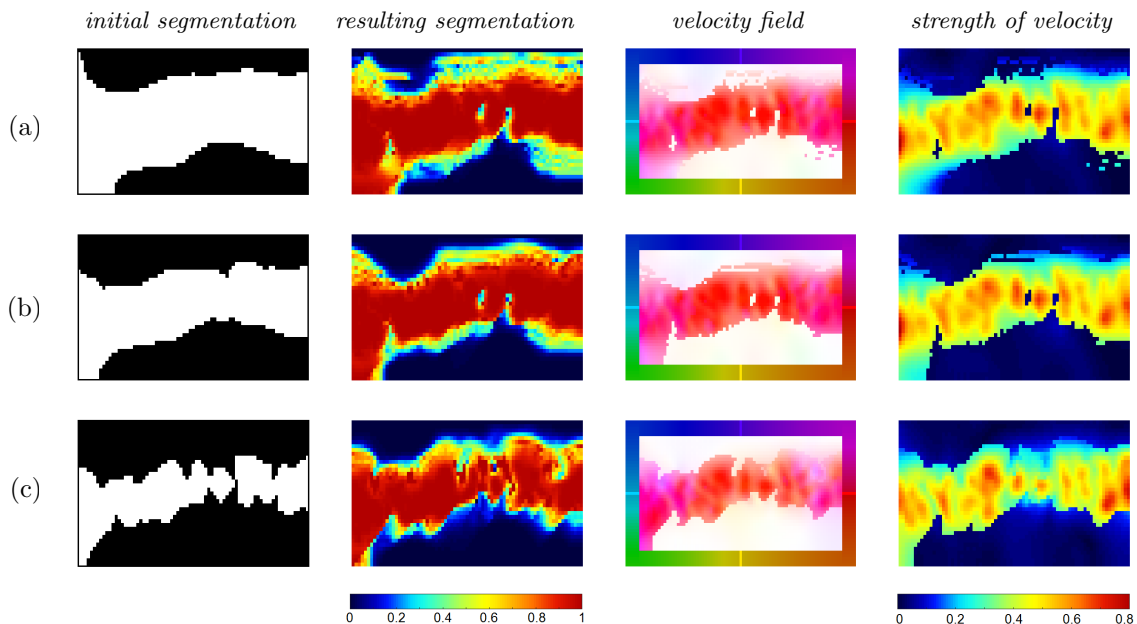 initial segmentation resulting segmentation velocity field strength of velocity
(a)
(b)
(c)
0 0.2 0.4 0.6 0.8 1 0 0.2 0.4 0.6 0.8